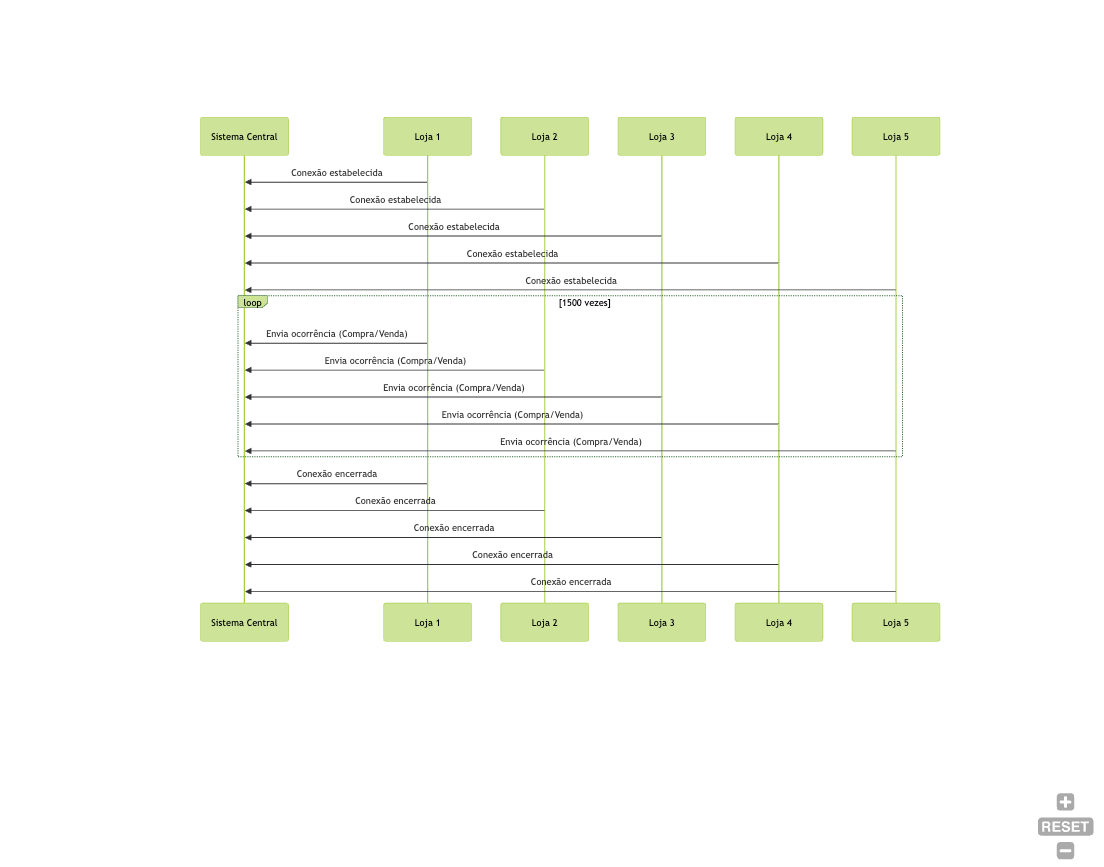 Sistema Central
Loja 1
Loja 2
Loja 3
Loja 4
Loja 5
Conexão estabelecida
Conexão estabelecida
Conexão estabelecida
Conexão estabelecida
Conexão estabelecida
loop
[1500 vezes]
Envia ocorrência (Compra/Venda)
Envia ocorrência (Compra/Venda)
Envia ocorrência (Compra/Venda)
Envia ocorrência (Compra/Venda)
Envia ocorrência (Compra/Venda)
Conexão encerrada
Conexão encerrada
Conexão encerrada
Conexão encerrada
Conexão encerrada
Sistema Central
Loja 1
Loja 2
Loja 3
Loja 4
Loja 5
RESET